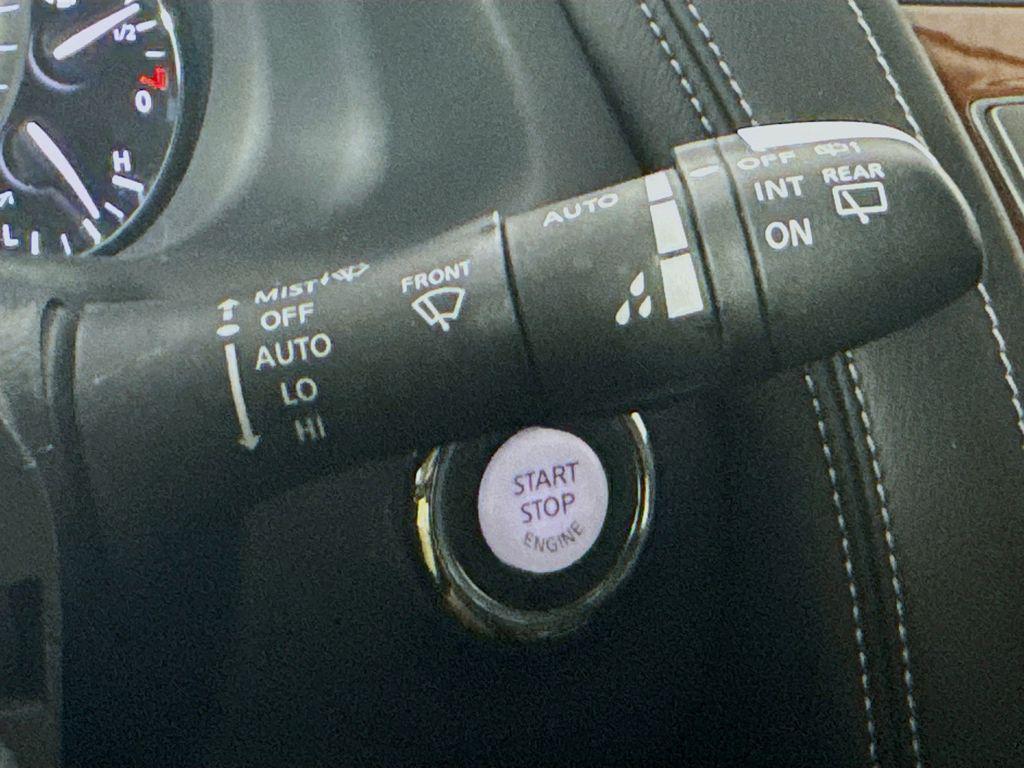 1/2
0
H
L
MIST
OFF
AUTO
LO
HI
FRONT
AUTO
OFF
INT
ON
REAR
START
STOP
ENGINE